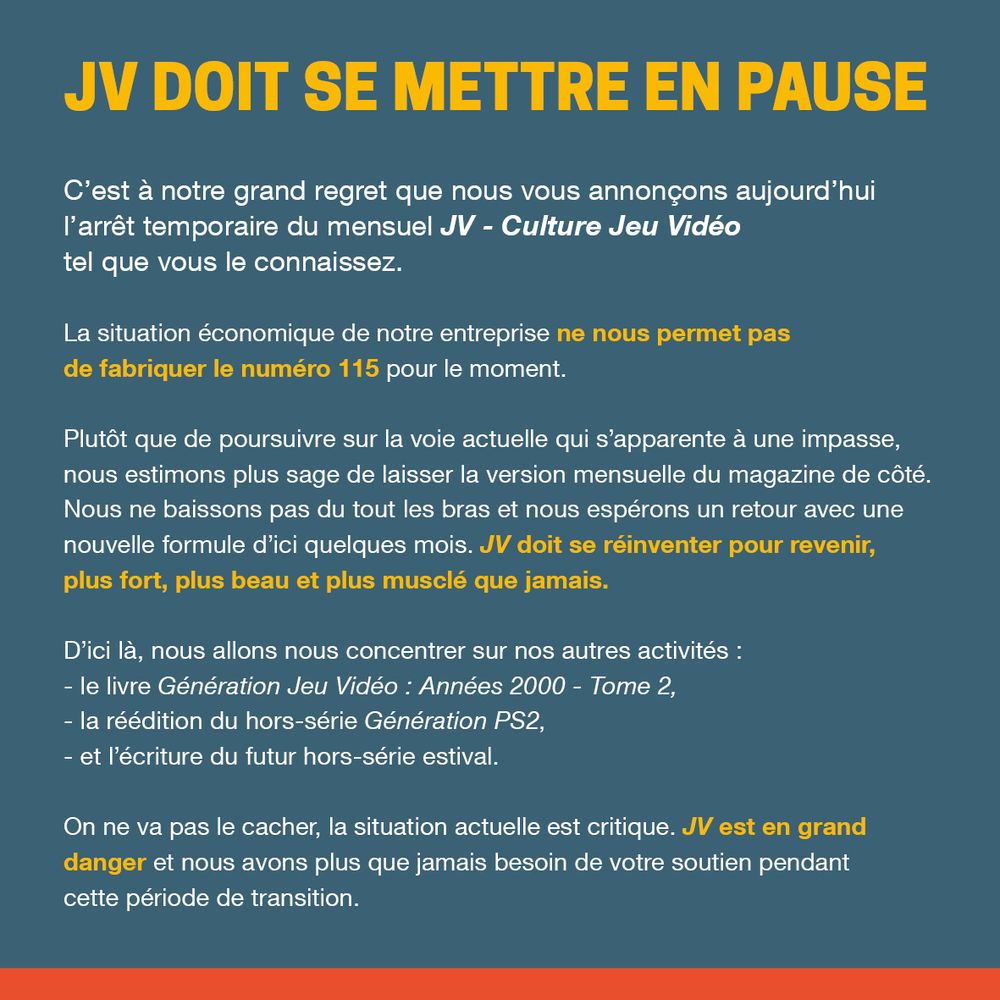 JV DOIT SE METTRE EN PAUSE
C’est à notre grand regret que nous vous annonçons aujourd’hui
l’arrêt temporaire du mensuel JV - Culture Jeu Vidéo
tel que vous le connaissez.
La situation économique de notre entreprise ne nous permet pas
de fabriquer le numéro 115 pour le moment.
Plutôt que de poursuivre sur la voie actuelle qui s’apparente à une impasse,
nous estimons plus sage de laisser la version mensuelle du magazine de côté.
Nous ne baissons pas du tout les bras et nous espérons un retour avec une
nouvelle formule d’ici quelques mois. JV doit se réinventer pour revenir,
plus fort, plus beau et plus musclé que jamais.
D’ici là, nous allons nous concentrer sur nos autres activités :
- le livre Génération Jeu Vidéo : Années 2000 - Tome 2,
- la réédition du hors-série Génération PS2,
- et l’écriture du futur hors-série estival.
On ne va pas le cacher, la situation actuelle est critique. JV est en grand
danger et nous avons plus que jamais besoin de votre soutien pendant
cette période de transition.